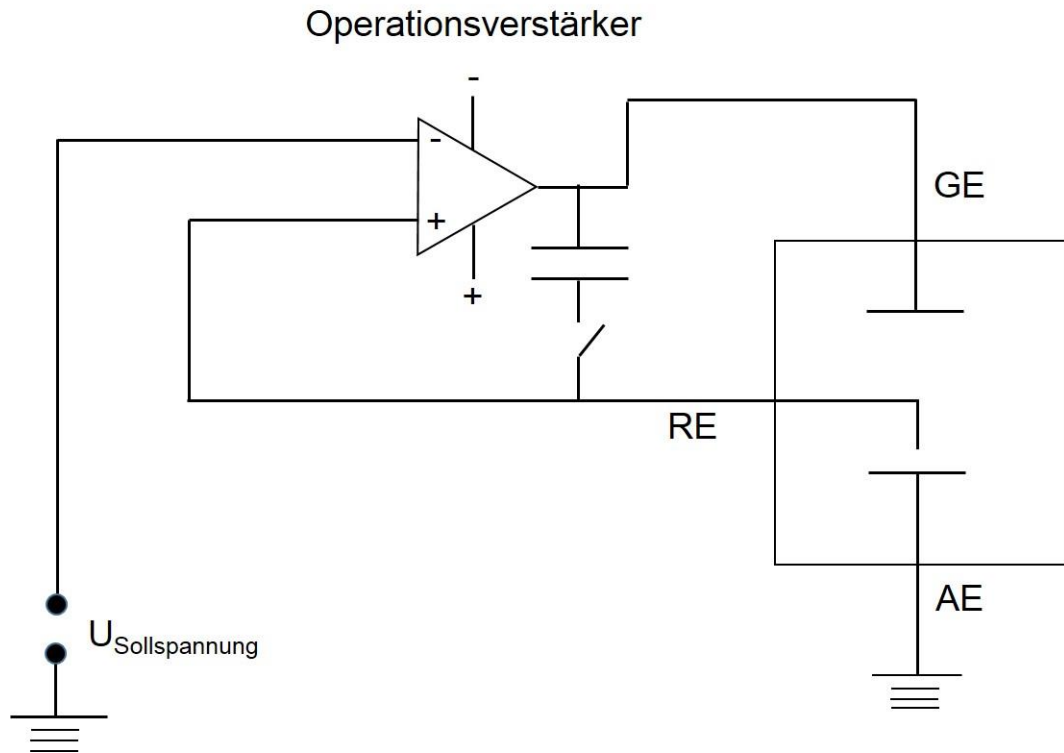 Operationsverstärker
-
-
+
+
GE
RE
AE
USollspannung